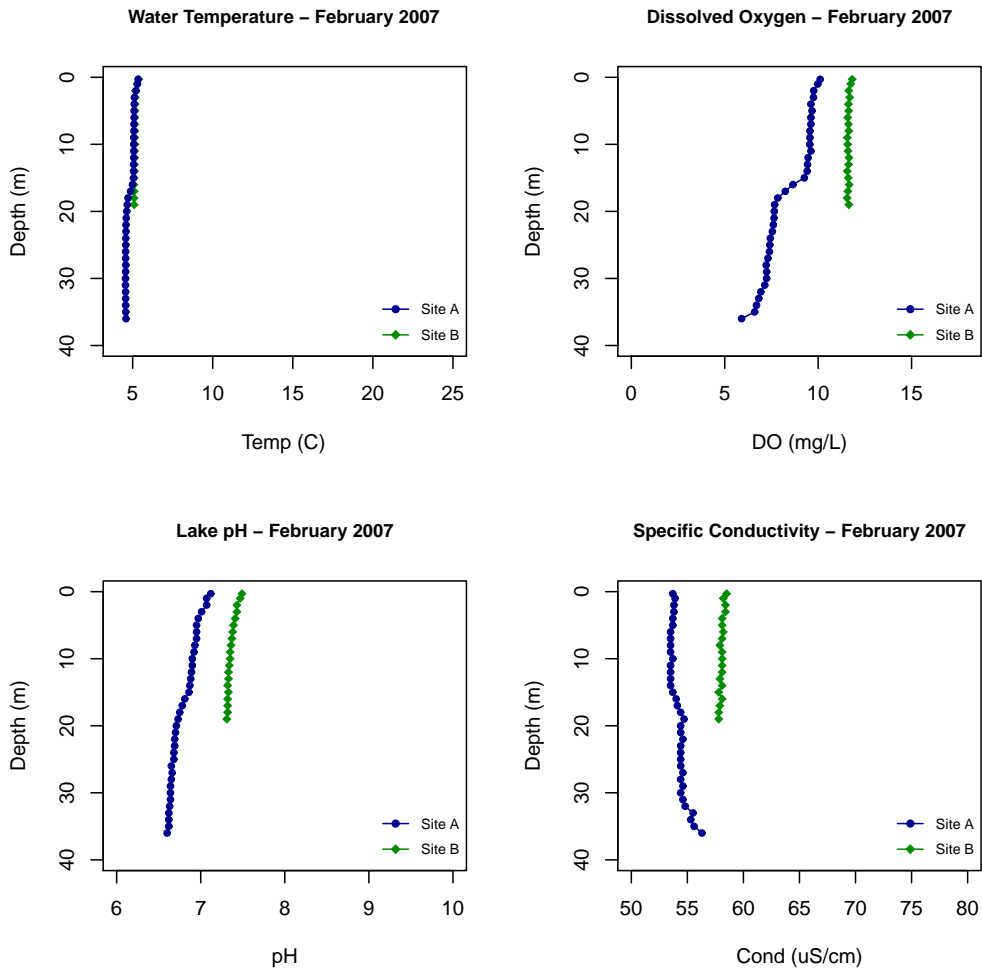 Water Temperature – February 2007
0
10
20
30
40
Depth (m)
Site A
Site B
5 10 15 20 25
Temp (C)
Dissolved Oxygen – February 2007
0
10
20
30
40
Depth (m)
Site A
Site B
0 5 10 15
DO (mg/L)
Lake pH – February 2007
0
10
20
30
40
Depth (m)
Site A
Site B
6 7 8 9 10
pH
Specific Conductivity – February 2007
0
10
20
30
40
Depth (m)
Site A
Site B
50 55 60 65 70 75 80
Cond (uS/cm)